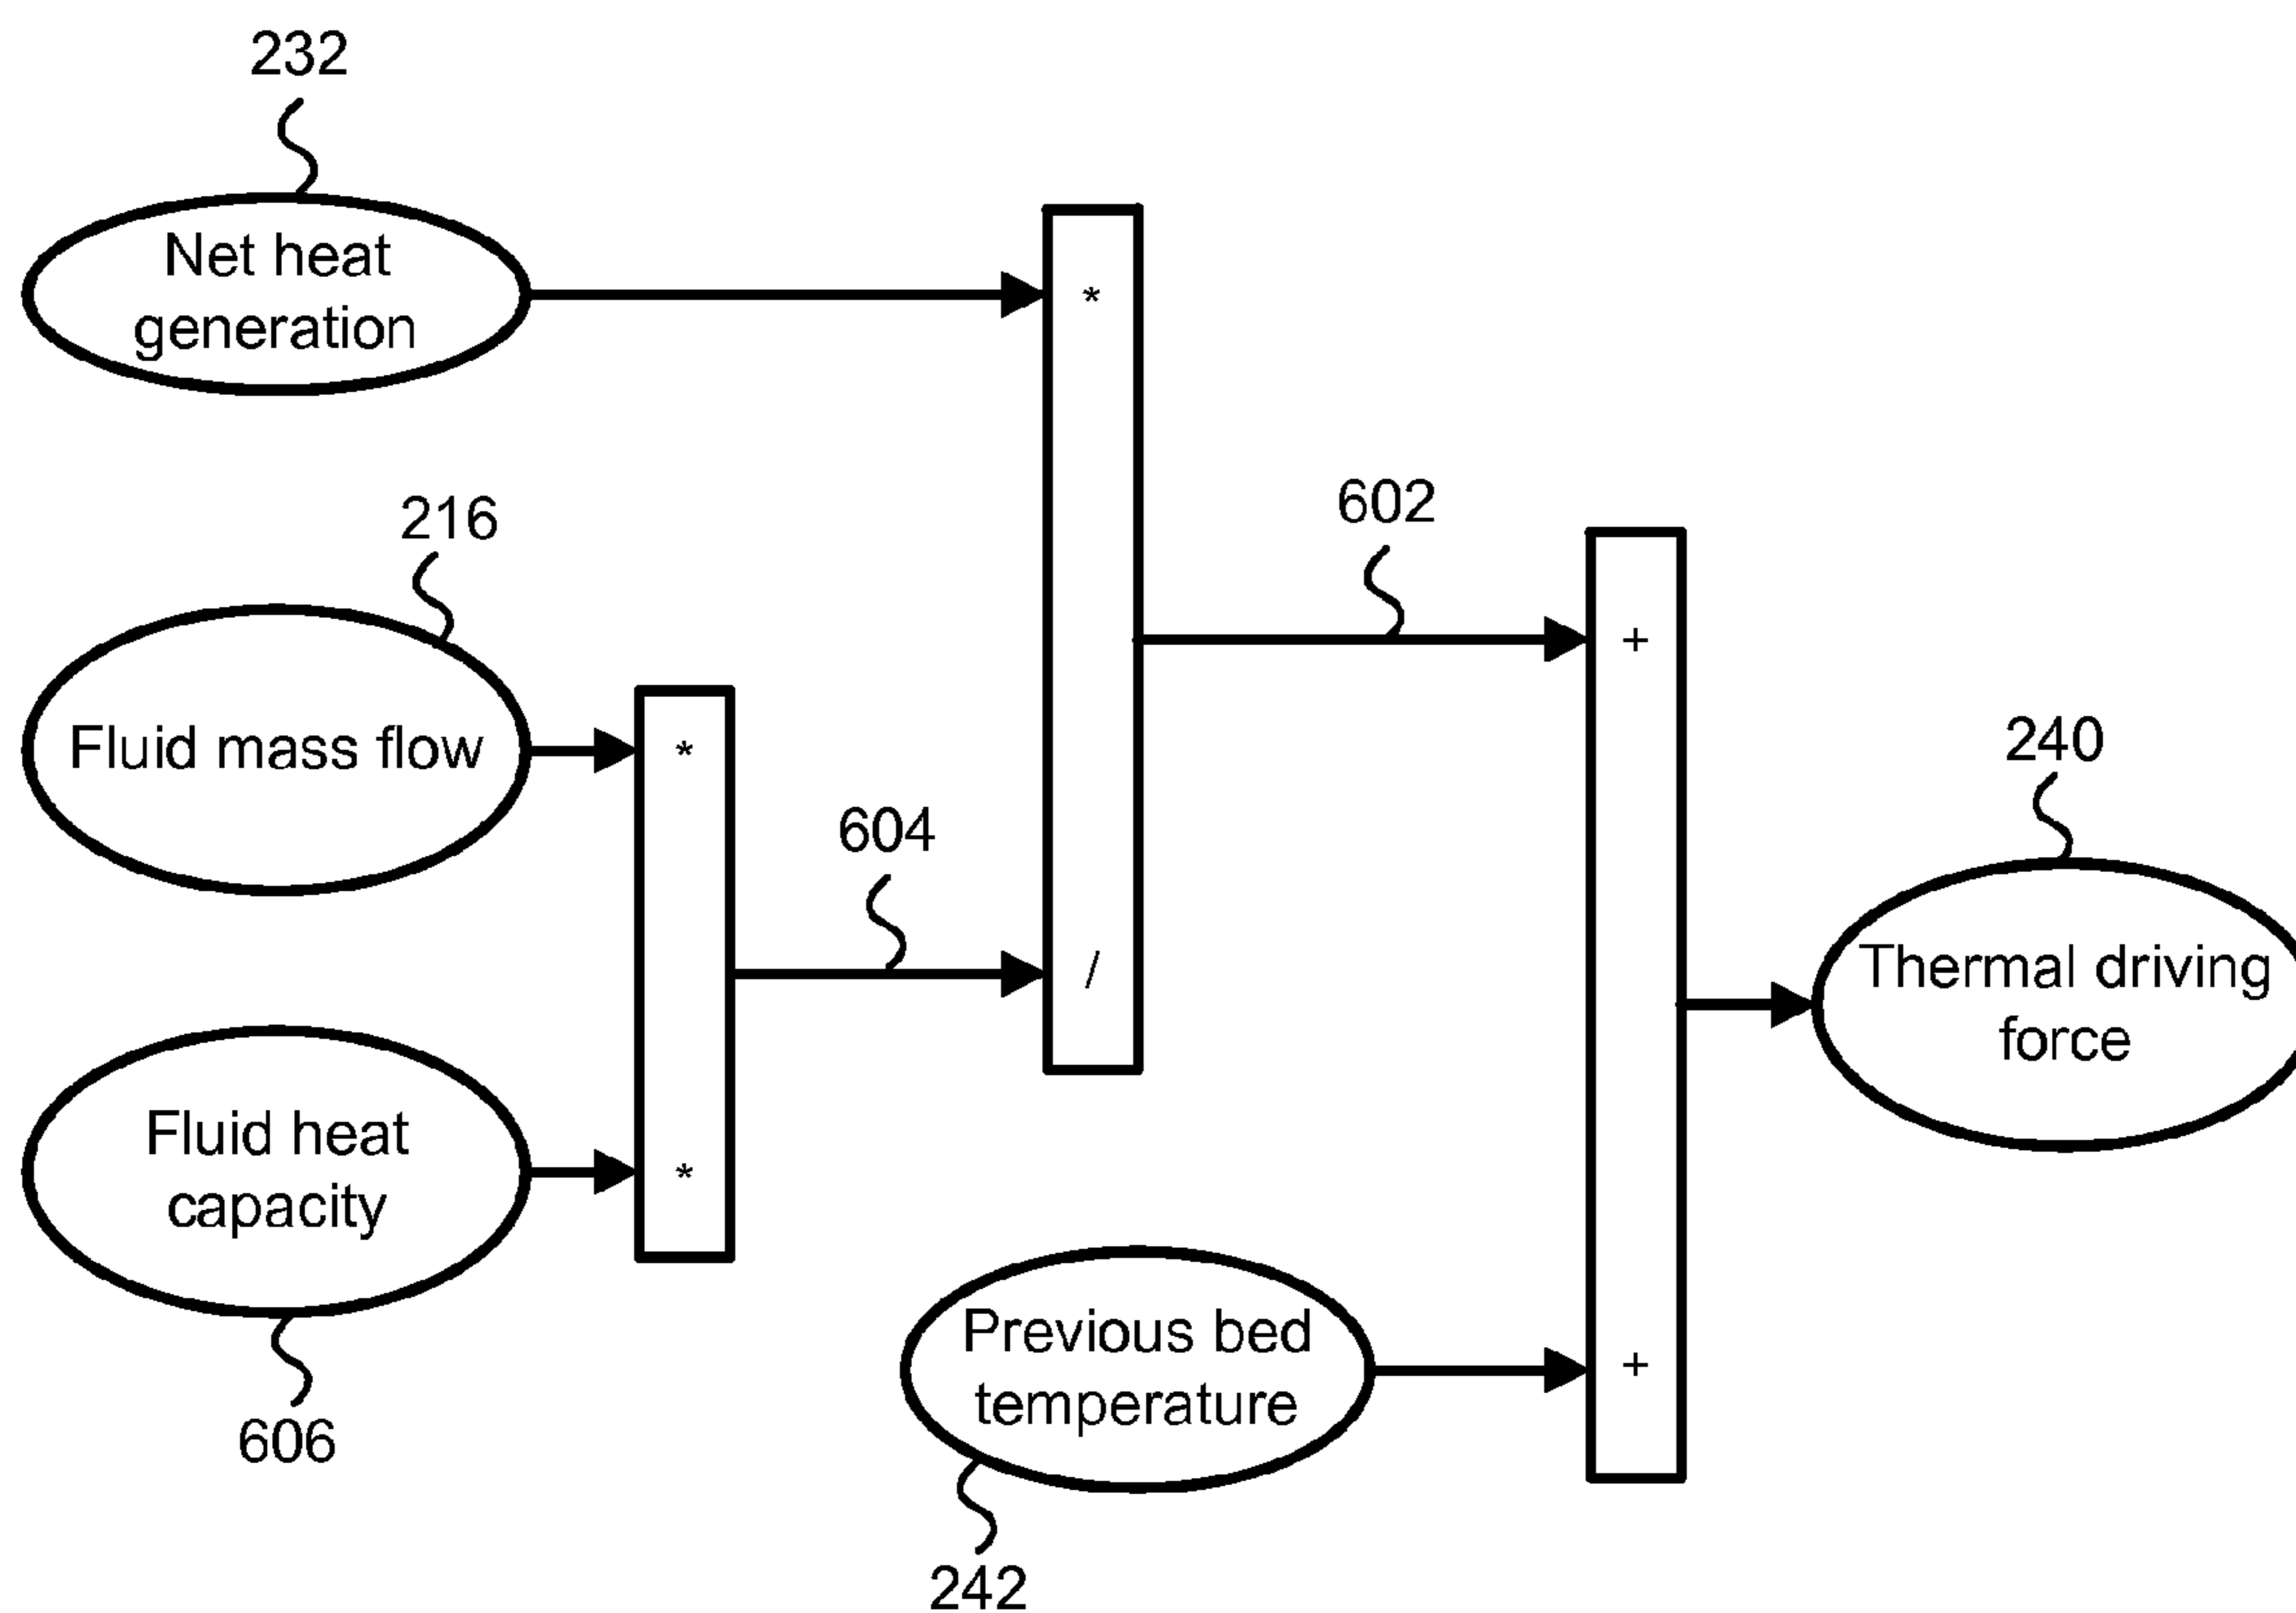 232
Net heat
generation
*
216
Fluid mass flow
*
604
/
602
+
240
Thermal driving
force
Fluid heat
capacity
*
606
Previous bed
temperature
+
242